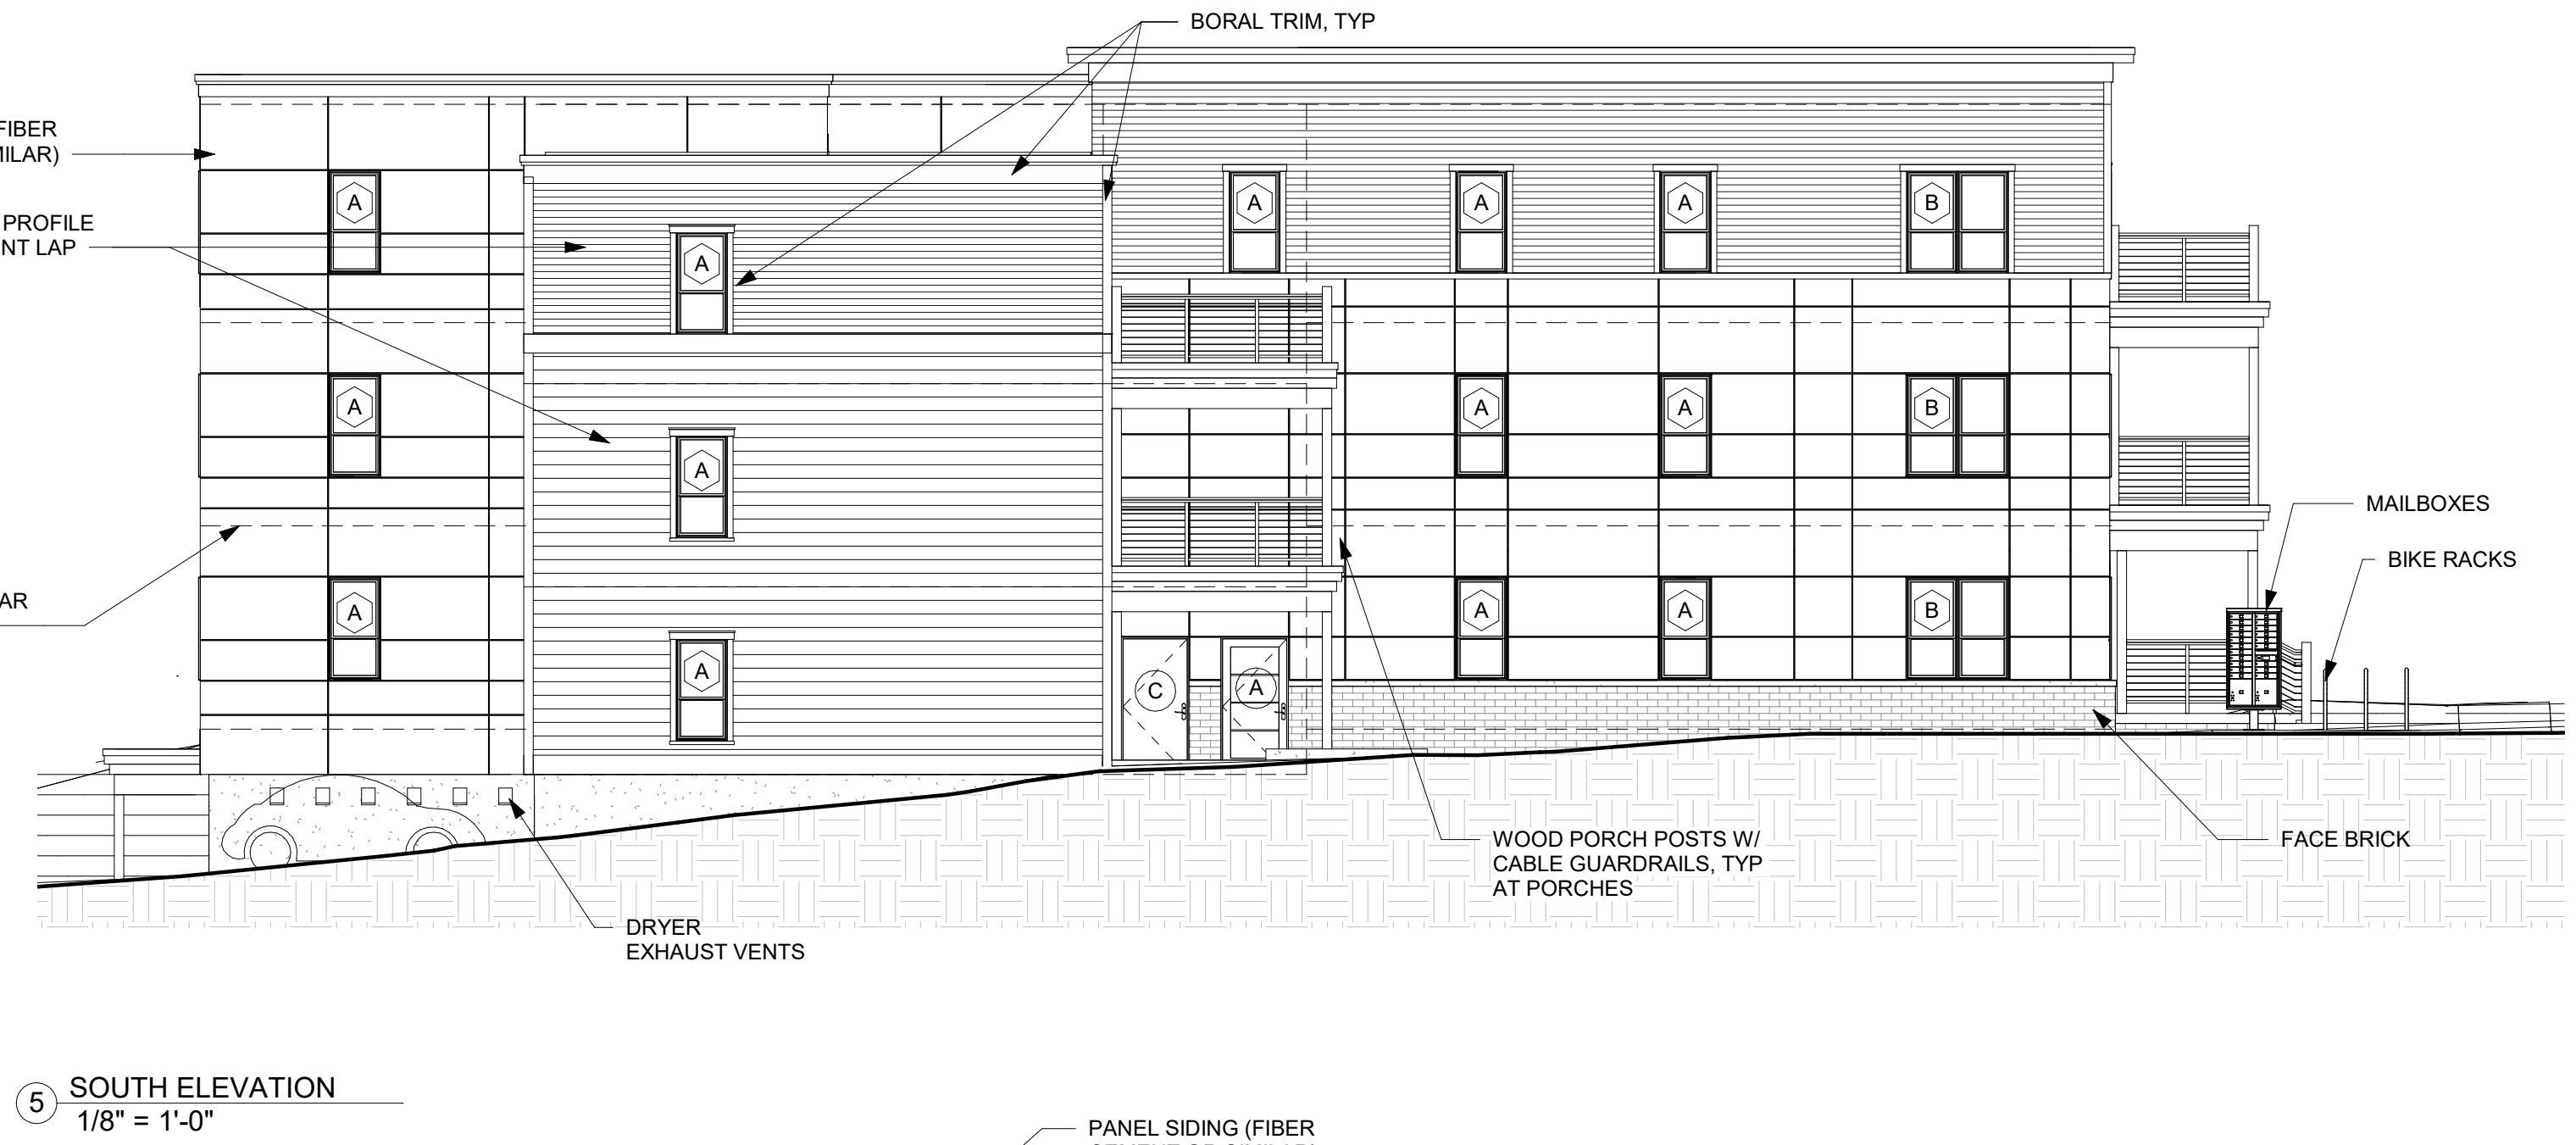 BORAL TRIM, TYP
FIBER
MILAR)
PROFILE
NT LAP
AR
A
A
A
A
A
A
A
A
A
B
A
A
B
A
A
B
C
A
MAILBOXES
BIKE RACKS
WOOD PORCH POSTS W/
CABLE GUARDRAILS, TYP
AT PORCHES
FACE BRICK
DRYER
EXHAUST VENTS
5
SOUTH ELEVATION
1/8" = 1'-0"
PANEL SIDING (FIBER